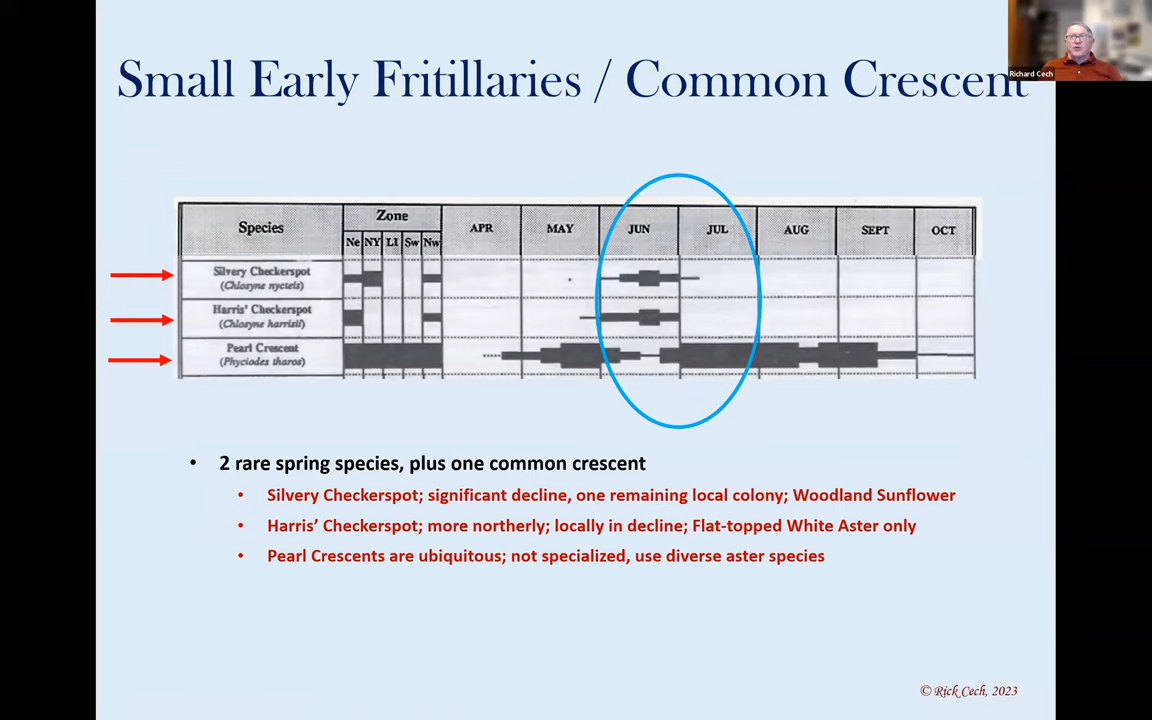 Small Early Fritillaries / Common Crescent
Richard Cech
Species
Zone
Ne NY LI Sw Nw
APR MAY JUN JUL AUG SEPT OCT
Silvery Checkerspot
(Chlosyne nycteis)
Harris' Checkerspot
(Chlosyne harrisii)
Pearl Crescent
(Phyciodes tharos)
• 2 rare spring species, plus one common crescent
• Silvery Checkerspot; significant decline, one remaining local colony; Woodland Sunflower
• Harris’ Checkerspot; more northerly; locally in decline; Flat-topped White Aster only
• Pearl Crescents are ubiquitous; not specialized, use diverse aster species
© Rick Cech, 2023